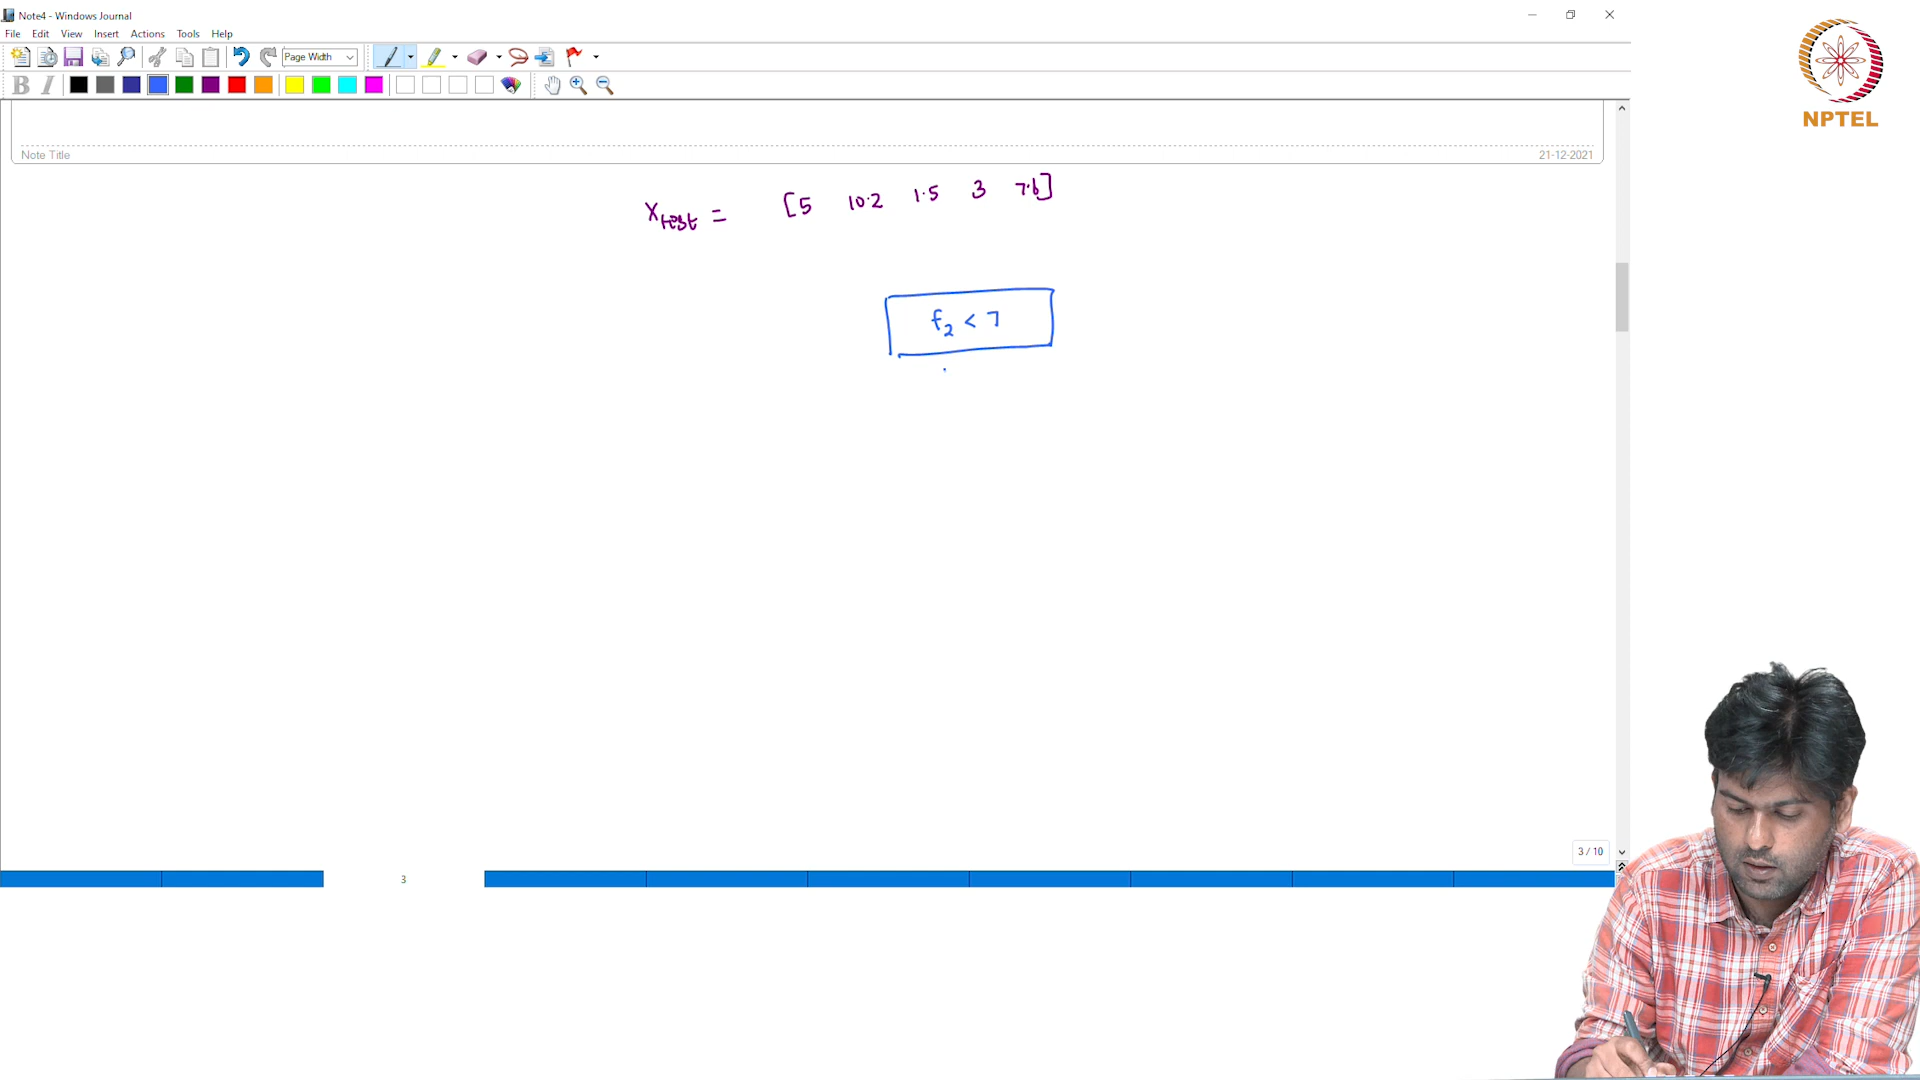 Note4 - Windows Journal
File Edit View Insert Actions Tools Help
Page Width
B I
NPTEL
Note Title
21-12-2021
X_test = [5 10.2 1.5 3 7.6]
f_2 < 7
3 / 10
3